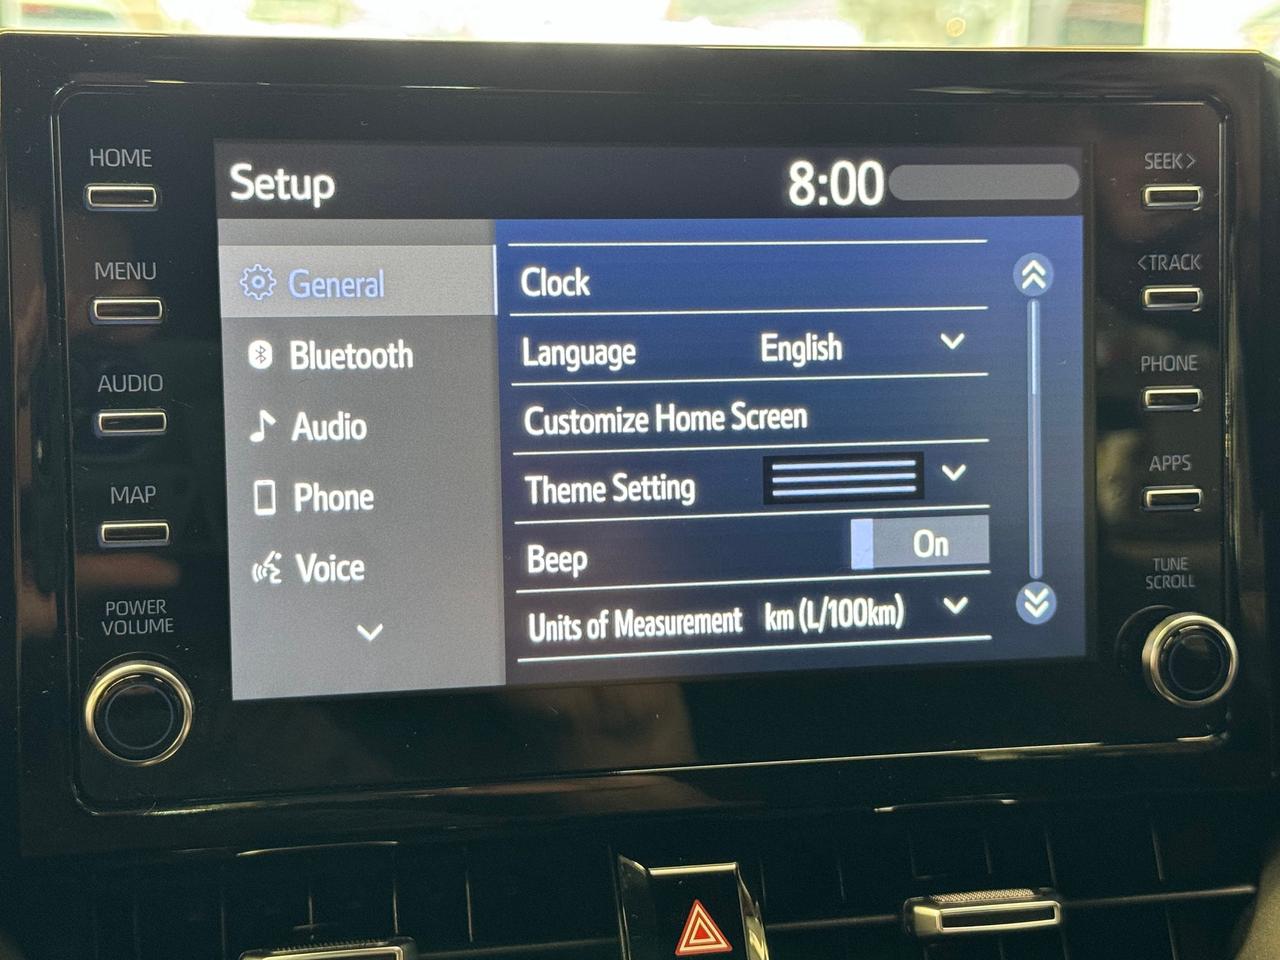 HOME
MENU
AUDIO
MAP
POWER
VOLUME
Setup
8:00
General
Bluetooth
Audio
Phone
Voice
Clock
Language English
Customize Home Screen
Theme Setting
Beep On
Units of Measurement km (L/100km)
SEEK >
< TRACK
PHONE
APPS
TUNE
SCROLL